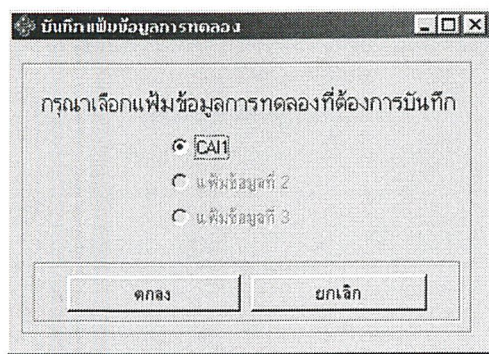 บันทึกแฟ้มข้อมูลการทดลอง
กรุณาเลือกแฟ้มข้อมูลการทดลองที่ต้องการบันทึก
CAI1
แฟ้มข้อมูลที่ 2
แฟ้มข้อมูลที่ 3
ตกลง
ยกเลิก